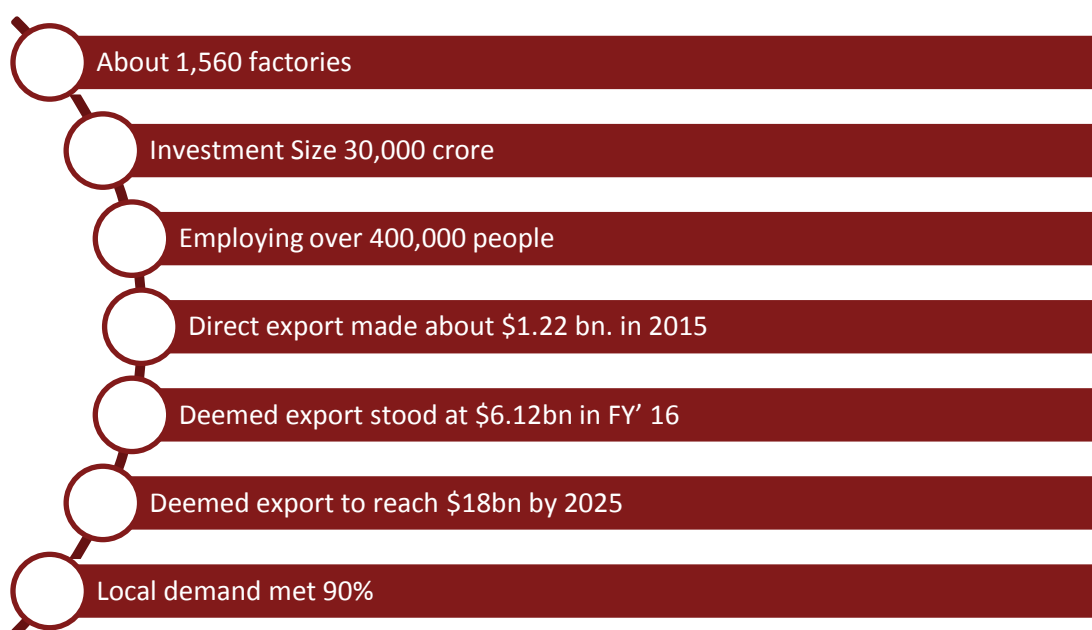 About 1,560 factories
Investment Size 30,000 crore
Employing over 400,000 people
Direct export made about $1.22 bn. in 2015
Deemed export stood at $6.12bn in FY’ 16
Deemed export to reach $18bn by 2025
Local demand met 90%